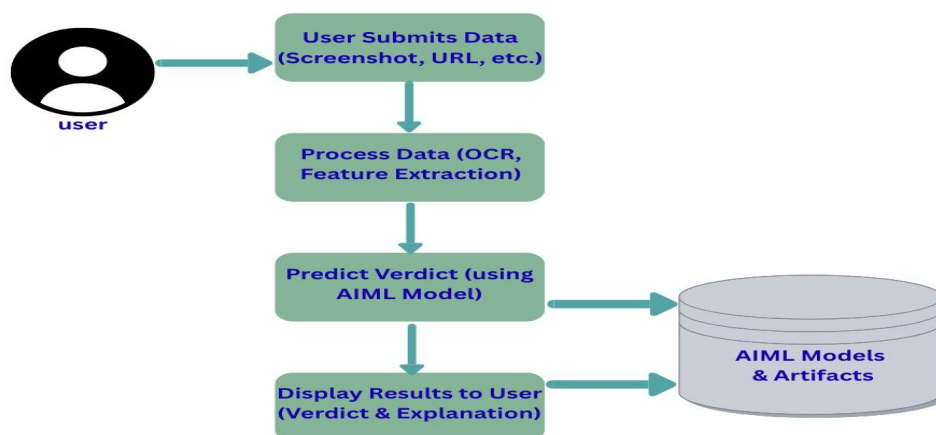 User Submits Data
(Screenshot, URL, etc.)
user
Process Data (OCR,
Feature Extraction)
Predict Verdict (using
AIML Model)
AIML Models
& Artifacts
Display Results to User
(Verdict & Explanation)